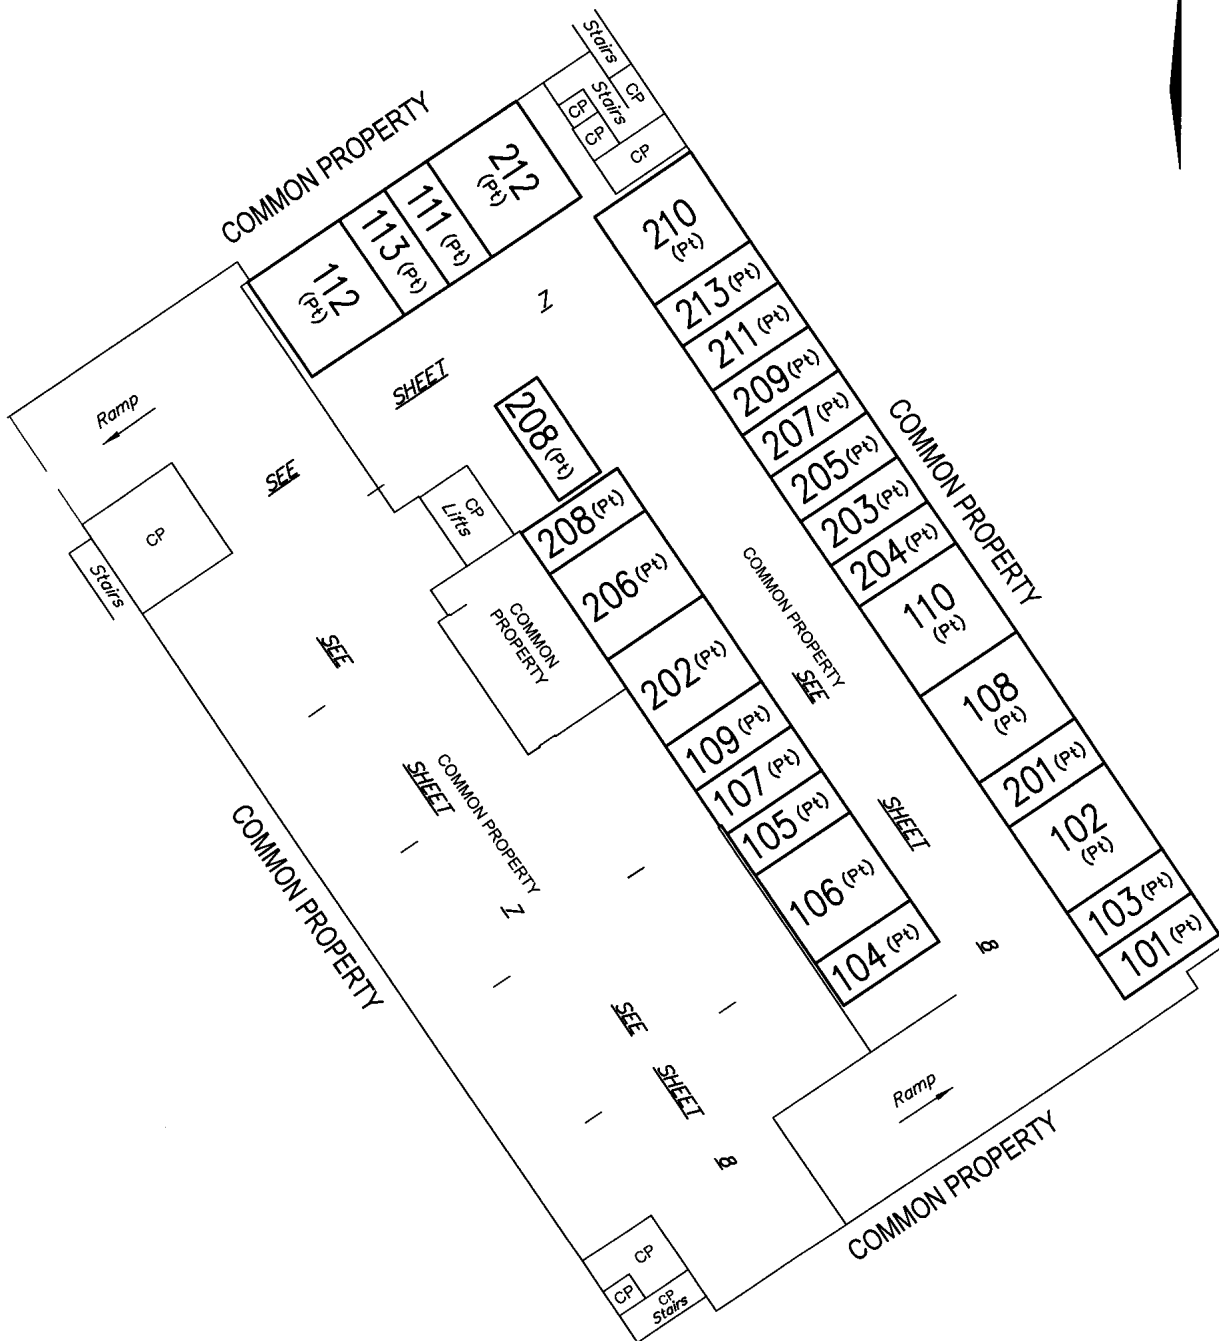 Stairs
CP
Stairs
CP
CP
CP
COMMON PROPERTY
212
(Pt)
111 (Pt)
113 (Pt)
112
(Pt)
210
(Pt)
213 (Pt)
211 (Pt)
209 (Pt)
207 (Pt)
205 (Pt)
203 (Pt)
204 (Pt)
110
(Pt)
108
(Pt)
201 (Pt)
102
(Pt)
103 (Pt)
101 (Pt)
COMMON PROPERTY
7
SHEET
SEE
Ramp
CP
Stairs
CP
Lifts
208 (Pt)
208 (Pt)
206 (Pt)
202 (Pt)
109 (Pt)
107 (Pt)
105 (Pt)
106 (Pt)
104 (Pt)
COMMON
PROPERTY
COMMON PROPERTY
SEE
SHEET
8
SEE
SHEET
COMMON PROPERTY
7
COMMON PROPERTY
SEE
SHEET
8
Ramp
COMMON PROPERTY
CP
CP
CP
Stairs